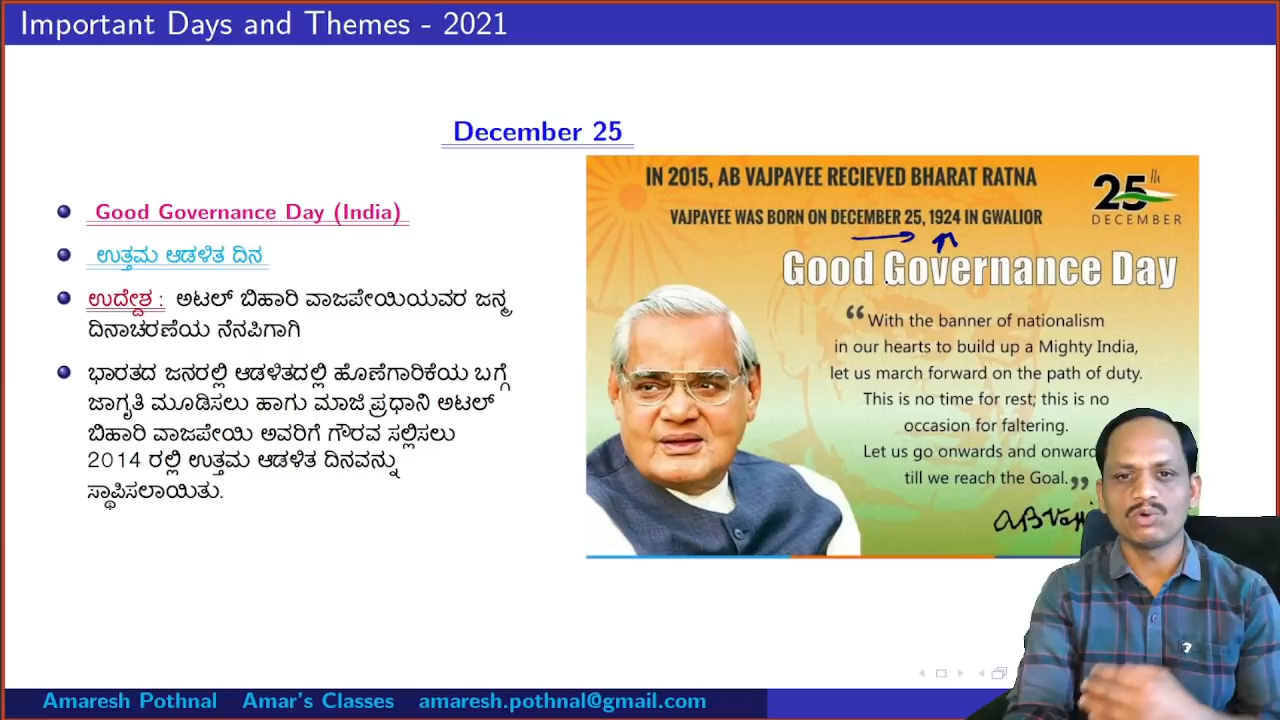 Important Days and Themes - 2021
December 25
Good Governance Day (India)
ಉತ್ತಮ ಆಡಳಿತ ದಿನ
ಉದ್ದೇಶ : ಅಟಲ್ ಬಿಹಾರಿ ವಾಜಪೇಯಿಯವರ ಜನ್ಮ
ದಿನಾಚರಣೆಯ ನೆನಪಿಗಾಗಿ
ಭಾರತದ ಜನರಲ್ಲಿ ಆಡಳಿತದಲ್ಲಿ ಹೊಣೆಗಾರಿಕೆಯ ಬಗ್ಗೆ
ಜಾಗೃತಿ ಮೂಡಿಸಲು ಹಾಗು ಮಾಜಿ ಪ್ರಧಾನಿ ಅಟಲ್
ಬಿಹಾರಿ ವಾಜಪೇಯಿ ಅವರಿಗೆ ಗೌರವ ಸಲ್ಲಿಸಲು
2014 ರಲ್ಲಿ ಉತ್ತಮ ಆಡಳಿತ ದಿನವನ್ನು
ಸ್ಥಾಪಿಸಲಾಯಿತು.
IN 2015, AB VAJPAYEE RECIEVED BHARAT RATNA
VAJPAYEE WAS BORN ON DECEMBER 25, 1924 IN GWALIOR
25th
DECEMBER
Good Governance Day
“With the banner of nationalism
in our hearts to build up a Mighty India,
let us march forward on the path of duty.
This is no time for rest; this is no
occasion for faltering.
Let us go onwards and onward
till we reach the Goal.”
Amaresh Pothnal Amar's Classes amaresh.pothnal@gmail.com